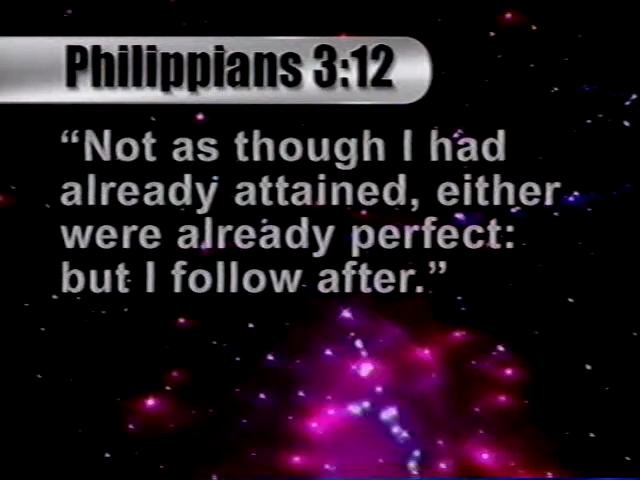 Philippians 3:12
“Not as though I had
already attained, either
were already perfect:
but I follow after.”